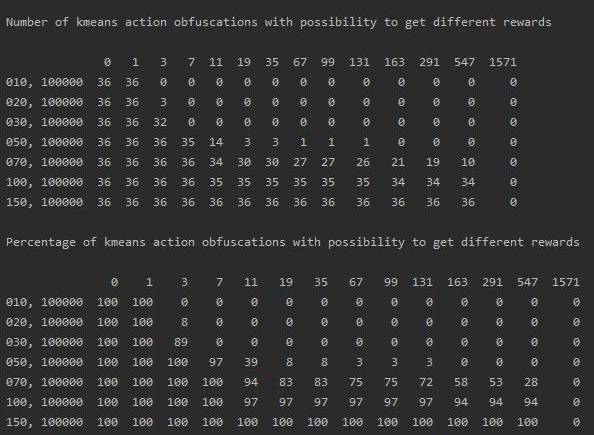 Number of kmeans action obfuscations with possibility to get different rewards
0 1 3 7 11 19 35 67 99 131 163 291 547 1571
010, 100000 36 36 0 0 0 0 0 0 0 0 0 0 0 0
020, 100000 36 36 3 0 0 0 0 0 0 0 0 0 0 0
030, 100000 36 36 32 0 0 0 0 0 0 0 0 0 0 0
050, 100000 36 36 36 35 14 3 3 1 1 1 0 0 0 0
070, 100000 36 36 36 36 34 30 30 27 27 26 21 19 10 0
100, 100000 36 36 36 36 35 35 35 35 35 35 34 34 34 0
150, 100000 36 36 36 36 36 36 36 36 36 36 36 36 36 0
Percentage of kmeans action obfuscations with possibility to get different rewards
0 1 3 7 11 19 35 67 99 131 163 291 547 1571
010, 100000 100 100 0 0 0 0 0 0 0 0 0 0 0 0
020, 100000 100 100 8 0 0 0 0 0 0 0 0 0 0 0
030, 100000 100 100 89 0 0 0 0 0 0 0 0 0 0 0
050, 100000 100 100 100 97 39 8 8 3 3 3 0 0 0 0
070, 100000 100 100 100 100 94 83 83 75 75 72 58 53 28 0
100, 100000 100 100 100 100 97 97 97 97 97 97 94 94 94 0
150, 100000 100 100 100 100 100 100 100 100 100 100 100 100 100 0